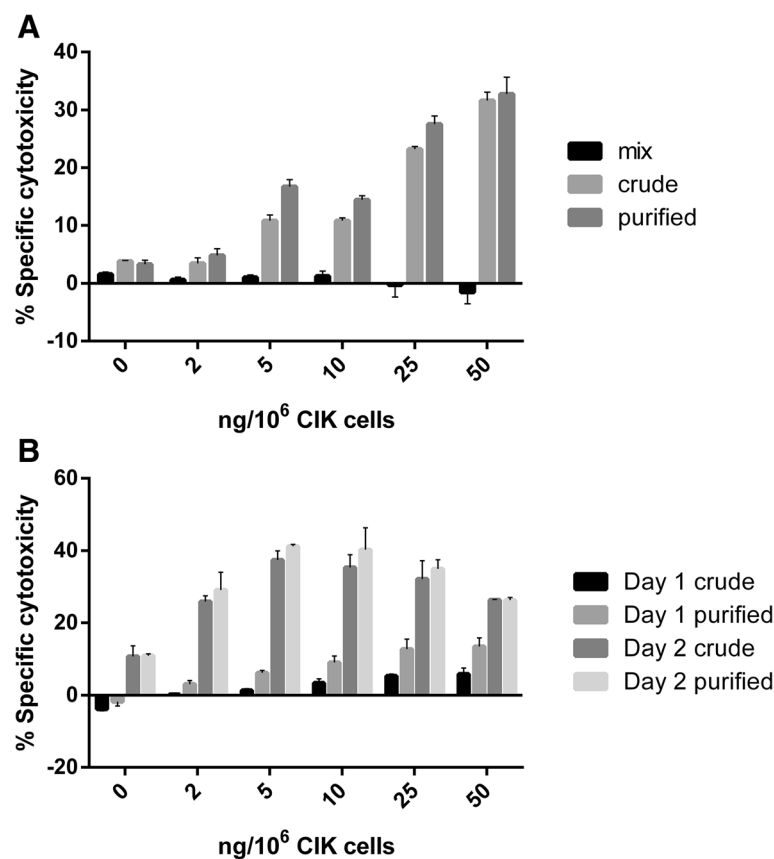 A
% Specific cytotoxicity
40
30
20
10
0
-10
0 2 5 10 25 50
ng/10⁶ CIK cells
mix
crude
purified
B
% Specific cytotoxicity
60
40
20
0
-20
0 2 5 10 25 50
ng/10⁶ CIK cells
Day 1 crude
Day 1 purified
Day 2 crude
Day 2 purified